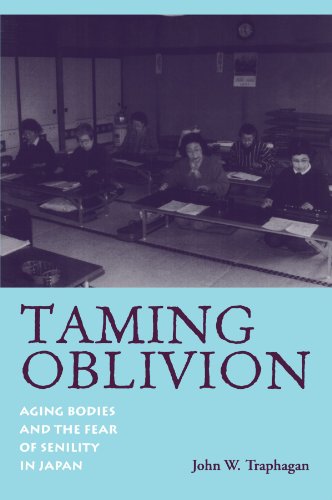 TAMING
OBLIVION
AGING BODIES
AND THE FEAR
OF SENILITY
IN JAPAN
John W. Traphagan